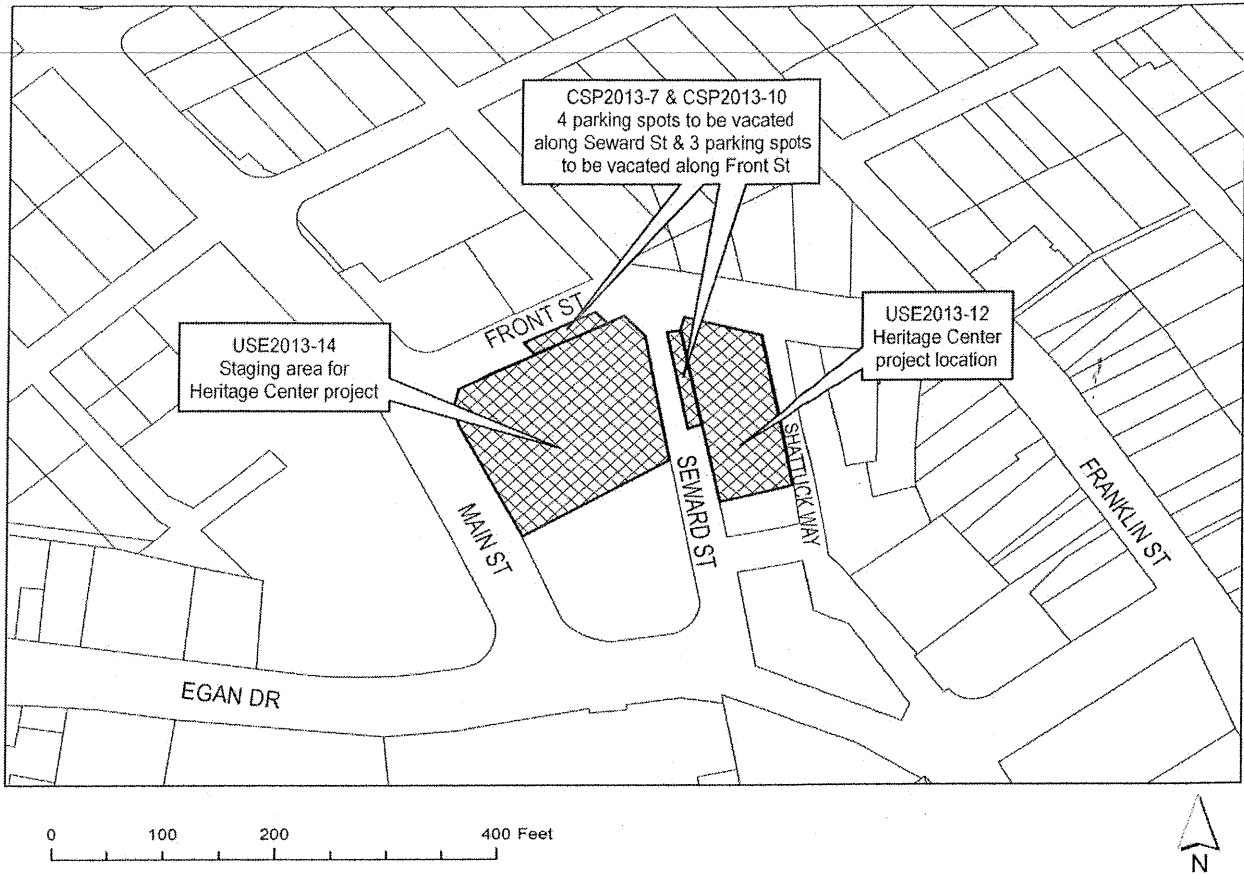 CSP2013-7 & CSP2013-10
4 parking spots to be vacated
along Seward St & 3 parking spots
to be vacated along Front St
FRONT ST
USE2013-14
Staging area for
Heritage Center project
USE2013-12
Heritage Center
project location
MAIN ST
SEWARD ST
SHATTUCK WAY
FRANKLIN ST
EGAN DR
0 100 200 400 Feet
N